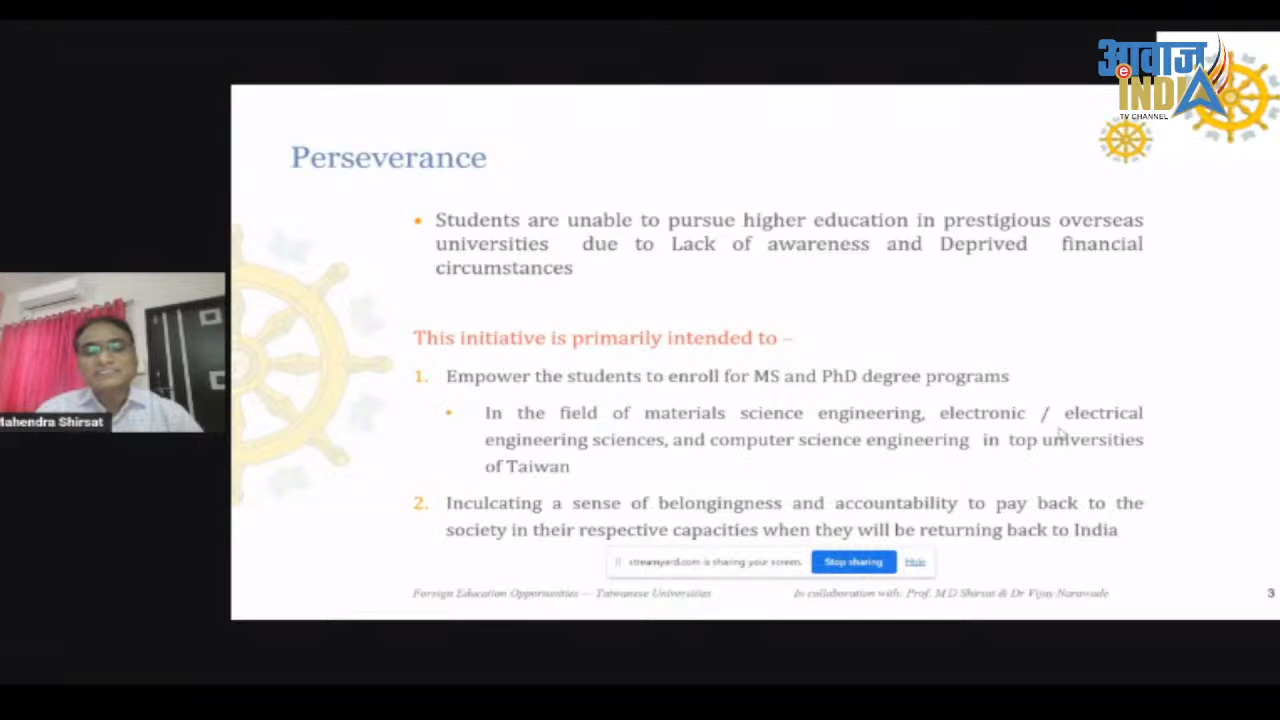 आवाज
e
INDIA
TV CHANNEL
Perseverance
• Students are unable to pursue higher education in prestigious overseas
universities due to Lack of awareness and Deprived financial
circumstances
This initiative is primarily intended to –
1. Empower the students to enroll for MS and PhD degree programs
• In the field of materials science engineering, electronic / electrical
engineering sciences, and computer science engineering in top universities
of Taiwan
Mahendra Shirsat
2. Inculcating a sense of belongingness and accountability to pay back to the
society in their respective capacities when they will be returning back to India
streamyard.com is sharing your screen. Stop sharing Hide
Foreign Education Opportunities — Taiwanese Universities In collaboration with: Prof. M.D Shirsat & Dr Vijay Narawade 3